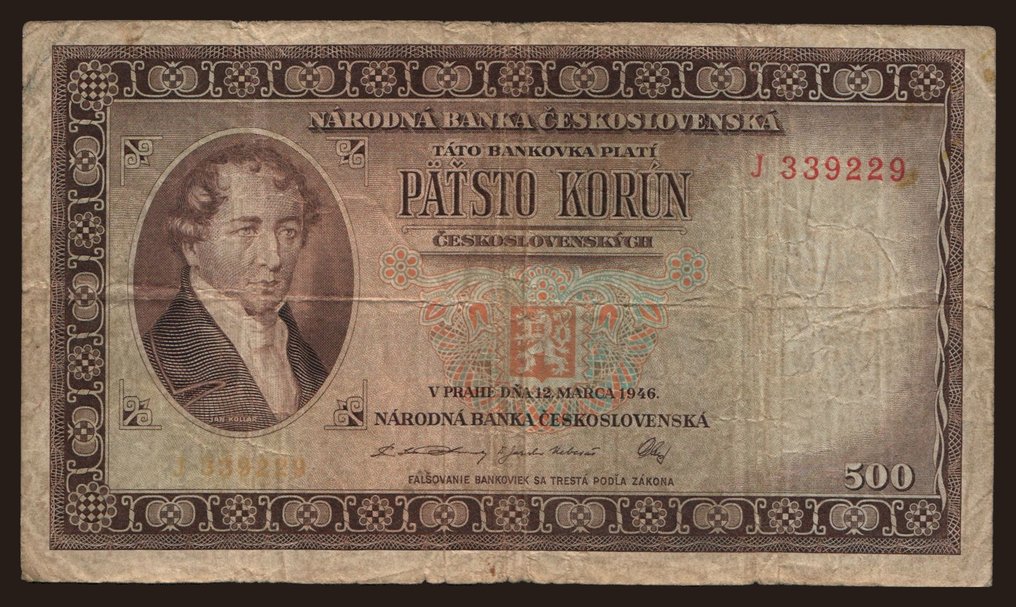 NÁRODNÁ BANKA ČESKOSLOVENSKÁ
TÁTO BANKOVKA PLATÍ
J 339229
PÄŤSTO KORÚN
ČESKOSLOVENSKÝCH
V PRAHE DŇA 12. MARCA 1946.
NÁRODNÁ BANKA ČESKOSLOVENSKÁ
JÁN KOLLÁR
J 339229
FALŠOVANIE BANKOVIEK SA TRESTÁ PODĽA ZÁKONA
500